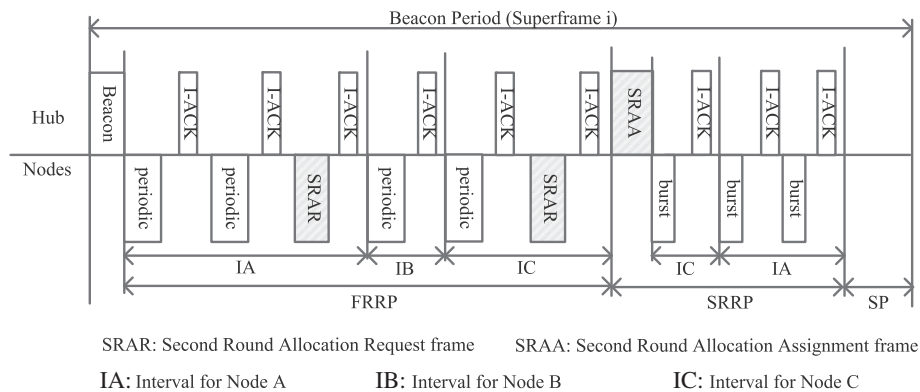 Beacon Period (Superframe i)
Hub
Beacon
I-ACK
I-ACK
I-ACK
I-ACK
I-ACK
I-ACK
SRAA
I-ACK
I-ACK
I-ACK
Nodes
periodic
periodic
SRAR
periodic
periodic
SRAR
burst
burst
burst
IA
IB
IC
IC
IA
FRRP
SRRP
SP
SRAR: Second Round Allocation Request frame
SRAA: Second Round Allocation Assignment frame
IA: Interval for Node A
IB: Interval for Node B
IC: Interval for Node C